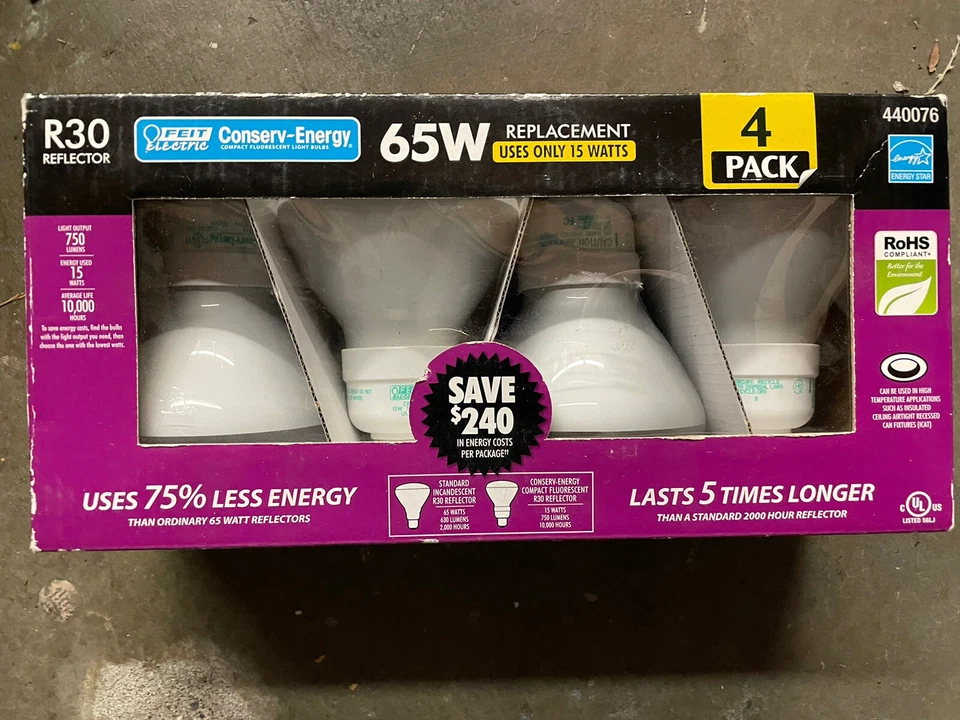 R30
REFLECTOR
FEIT
electric
Conserv-Energy
COMPACT FLUORESCENT LIGHT BULBS
65W
REPLACEMENT
USES ONLY 15 WATTS
4
PACK
440076
energy
ENERGY STAR
LIGHT OUTPUT
750
LUMENS
ENERGY USED
15
WATTS
AVERAGE LIFE
10,000
HOURS
To save energy costs, find the bulbs
with the light output you need, then
choose the one with the lowest watts.
RoHS
COMPLIANT+
Better for the
Environment
CAN BE USED IN HIGH
TEMPERATURE APPLICATIONS
SUCH AS INSULATED
CEILING AIRTIGHT RECESSED
CAN FIXTURES (ICAT)
CAUTION
FEIT
SAVE
$240
IN ENERGY COSTS
PER PACKAGE††
USES 75% LESS ENERGY
THAN ORDINARY 65 WATT REFLECTORS
STANDARD
INCANDESCENT
R30 REFLECTOR
65 WATTS
630 LUMENS
2,000 HOURS
CONSERV-ENERGY
COMPACT FLUORESCENT
R30 REFLECTOR
15 WATTS
750 LUMENS
10,000 HOURS
LASTS 5 TIMES LONGER
THAN A STANDARD 2000 HOUR REFLECTOR
C UL US
LISTED 56LJ